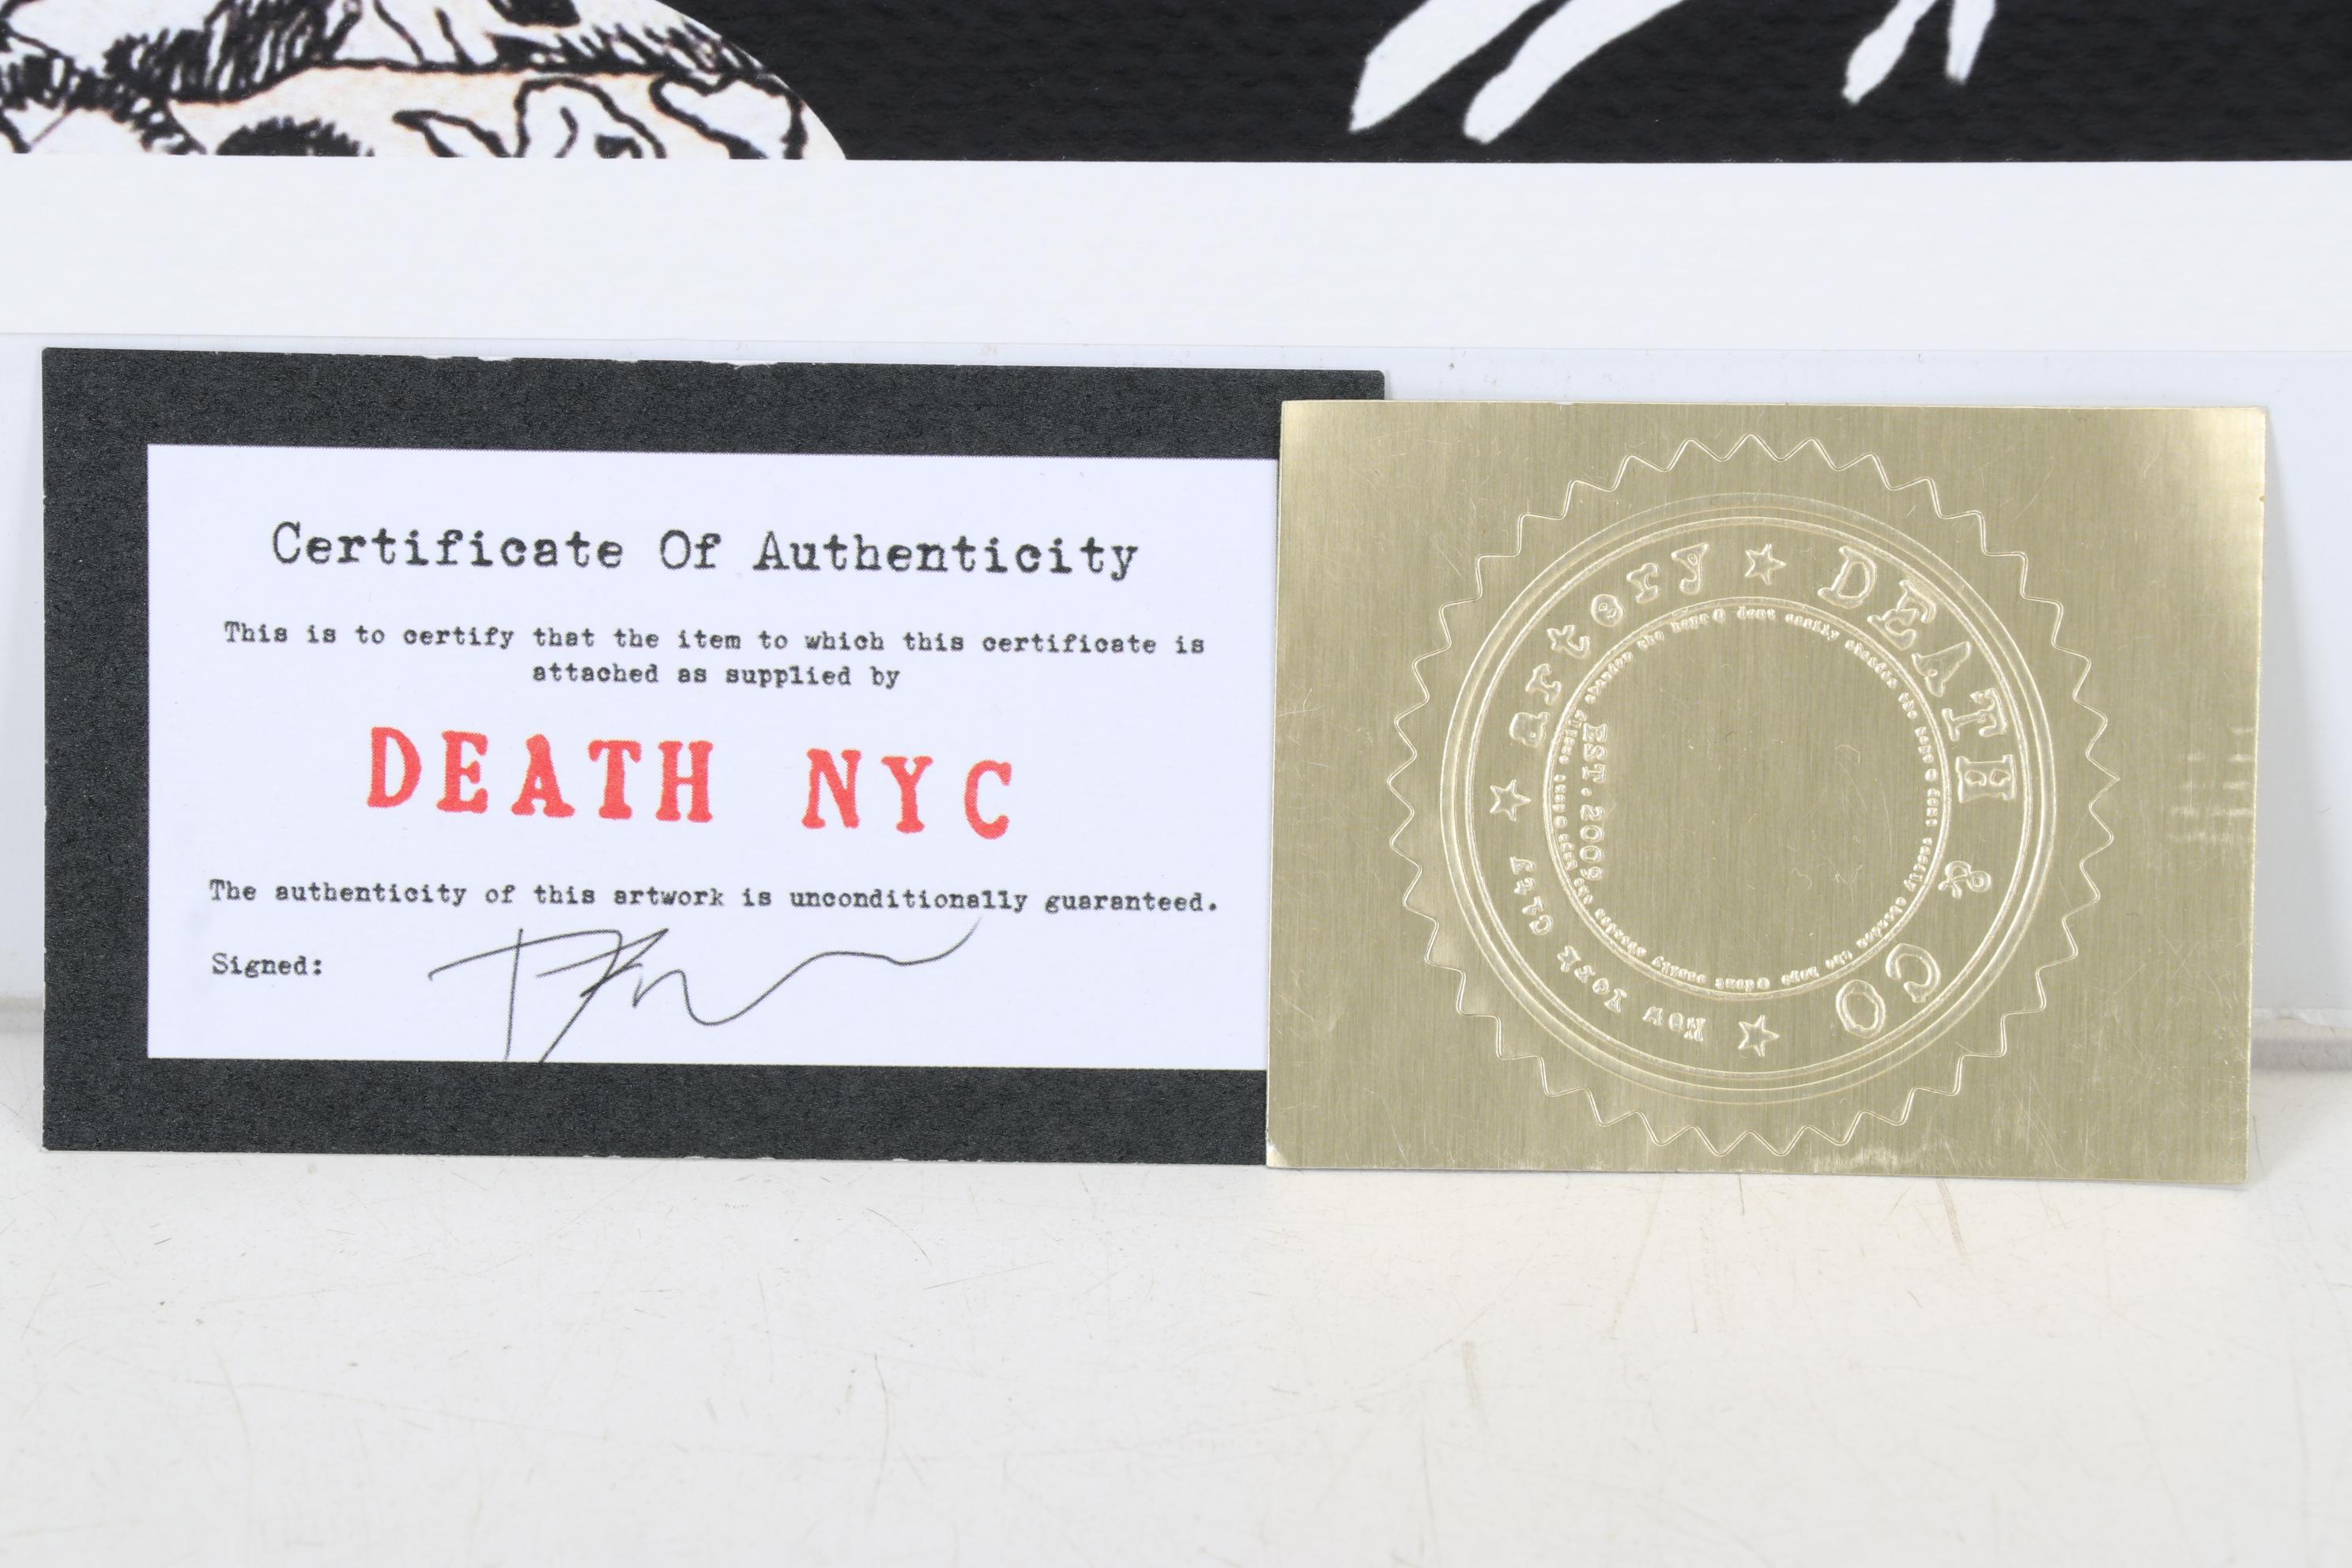 Certificate Of Authenticity
This is to certify that the item to which this certificate is
attached as supplied by
DEATH NYC
The authenticity of this artwork is unconditionally guaranteed.
Signed:
artery ☆ DEATH & CO ☆ New York City ☆
EST. 2009